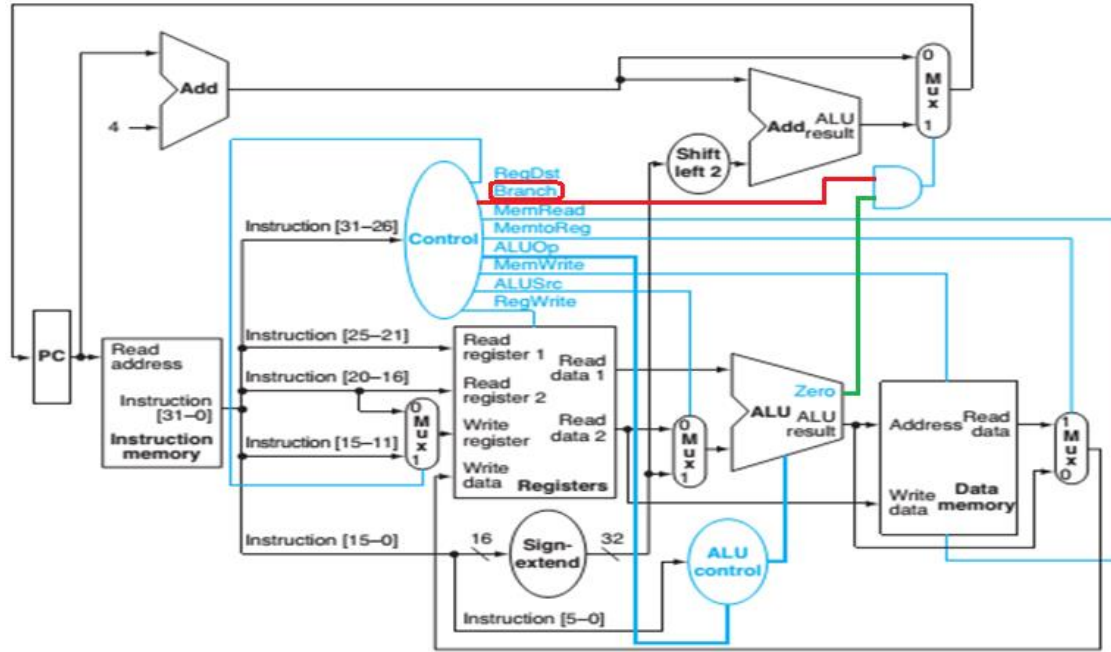 0
Mux
1
Add
4
Add ALU
result
Shift
left 2
RegDst
Branch
MemRead
MemtoReg
ALUOp
MemWrite
ALUSrc
RegWrite
Control
Instruction [31–26]
PC
Read
address
Instruction
[31–0]
Instruction
memory
Instruction [25–21]
Instruction [20–16]
Instruction [15–11]
0
Mux
1
Read
register 1
Read
register 2
Write
register
Write
data
Read
data 1
Read
data 2
Registers
0
Mux
1
Zero
ALU
ALU
result
Address
Read
data
Write
data
Data
memory
1
Mux
0
Instruction [15–0]
16
Sign-
extend
32
ALU
control
Instruction [5–0]